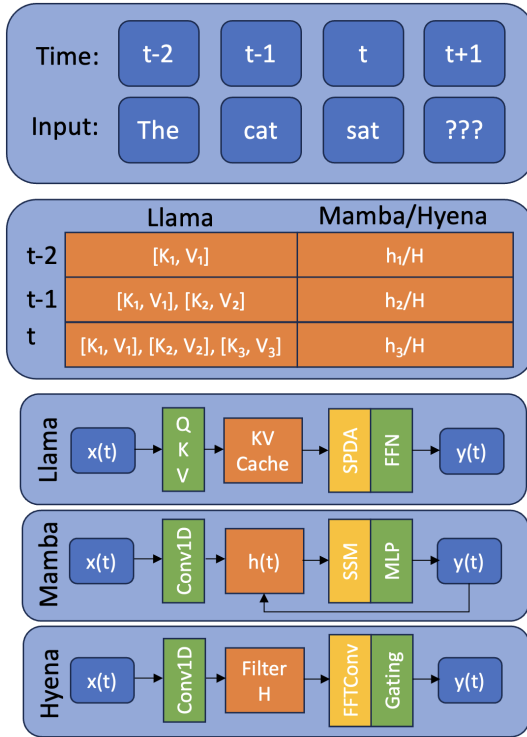 Time: t-2 t-1 t t+1
Input: The cat sat ???
Llama Mamba/Hyena
t-2 [K₁, V₁] h₁/H
t-1 [K₁, V₁], [K₂, V₂] h₂/H
t [K₁, V₁], [K₂, V₂], [K₃, V₃] h₃/H
Llama
x(t)
Q
K
V
KV
Cache
SPDA
FFN
y(t)
Mamba
x(t)
Conv1D
h(t)
SSM
MLP
y(t)
Hyena
x(t)
Conv1D
Filter
H
FFTConv
Gating
y(t)